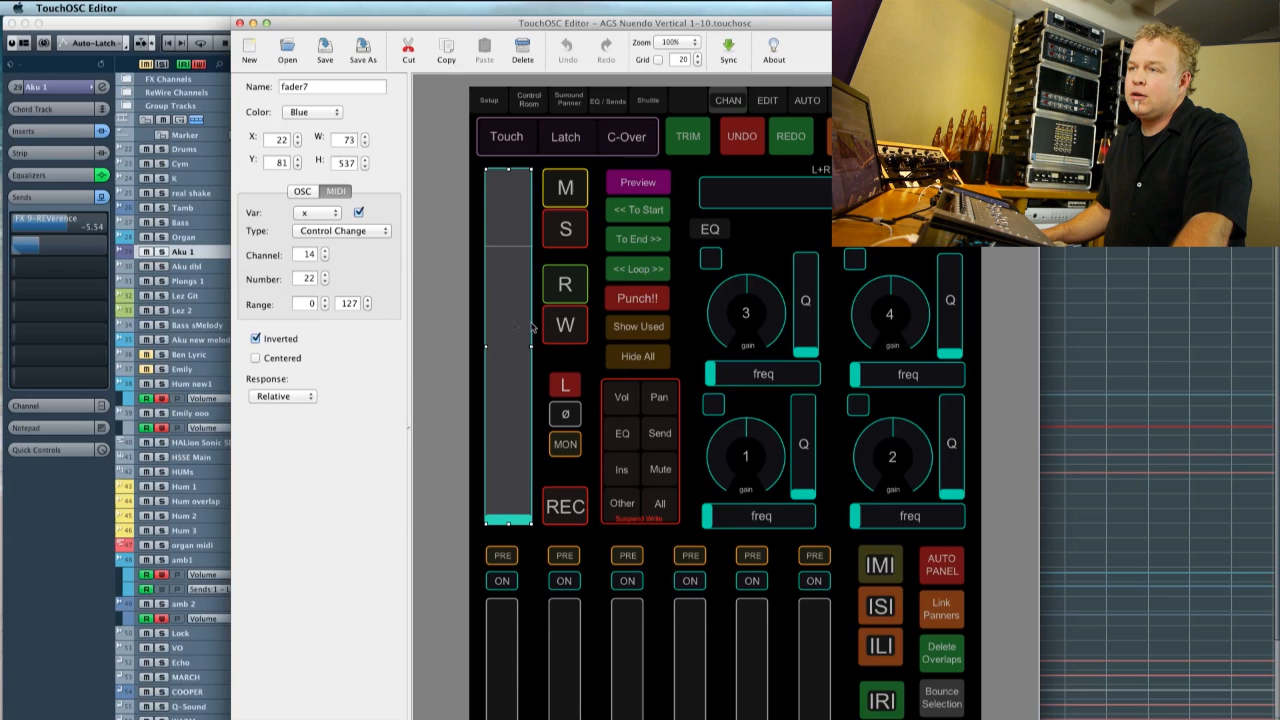 TouchOSC Editor
TouchOSC Editor - AGS Nuendo Vertical 1-10.touchosc
Auto-Latch
New
Open
Save
Save As
Cut
Copy
Paste
Delete
Undo
Redo
Zoom
100%
Grid
20
Sync
About
29 Aku 1
Chord Track
Inserts
Strip
Equalizers
Sends
FX 9-REVerence
-5.54
Channel
Notepad
Quick Controls
FX Channels
ReWire Channels
Group Tracks
Marker
Drums
Cym
K
real shake
Tamb
Bass
Organ
Aku 1
Aku dbl
Plongs 1
Lez Git
Lez 2
Bass sMelody
Aku new melod
Ben Lyric
Emily
Hum new1
Volume
Emily ooo
Volume
HALion Sonic S
HSSE Main
HUMs
Hum 1
Hum overlap
Hum 2
Hum 3
organ midi
amb1
Volume
Sends 1 - L
amb 2
Volume
Lock
VO
Echo
MARCH
COOPER
Q-Sound
Name:
fader7
Color:
Blue
X:
22
W:
73
Y:
81
H:
537
OSC
MIDI
Var:
x
Type:
Control Change
Channel:
14
Number:
22
Range:
0
127
Inverted
Centered
Response:
Relative
Setup
Control Room
Surround Panner
EQ / Sends
Shuttle
CHAN
EDIT
AUTO
Touch
Latch
C-Over
TRIM
UNDO
REDO
L+R
M
S
R
W
L
ø
MON
REC
Preview
<< To Start
To End >>
<< Loop >>
Punch!!
Show Used
Hide All
Vol
Pan
EQ
Send
Ins
Mute
Other
All
Suspend Write
EQ
3
gain
Q
freq
4
gain
Q
freq
1
gain
Q
freq
2
gain
Q
freq
PRE
PRE
PRE
PRE
PRE
PRE
ON
ON
ON
ON
ON
ON
IMI
ISI
ILI
IRI
AUTO
PANEL
Link
Panners
Delete
Overlaps
Bounce
Selection